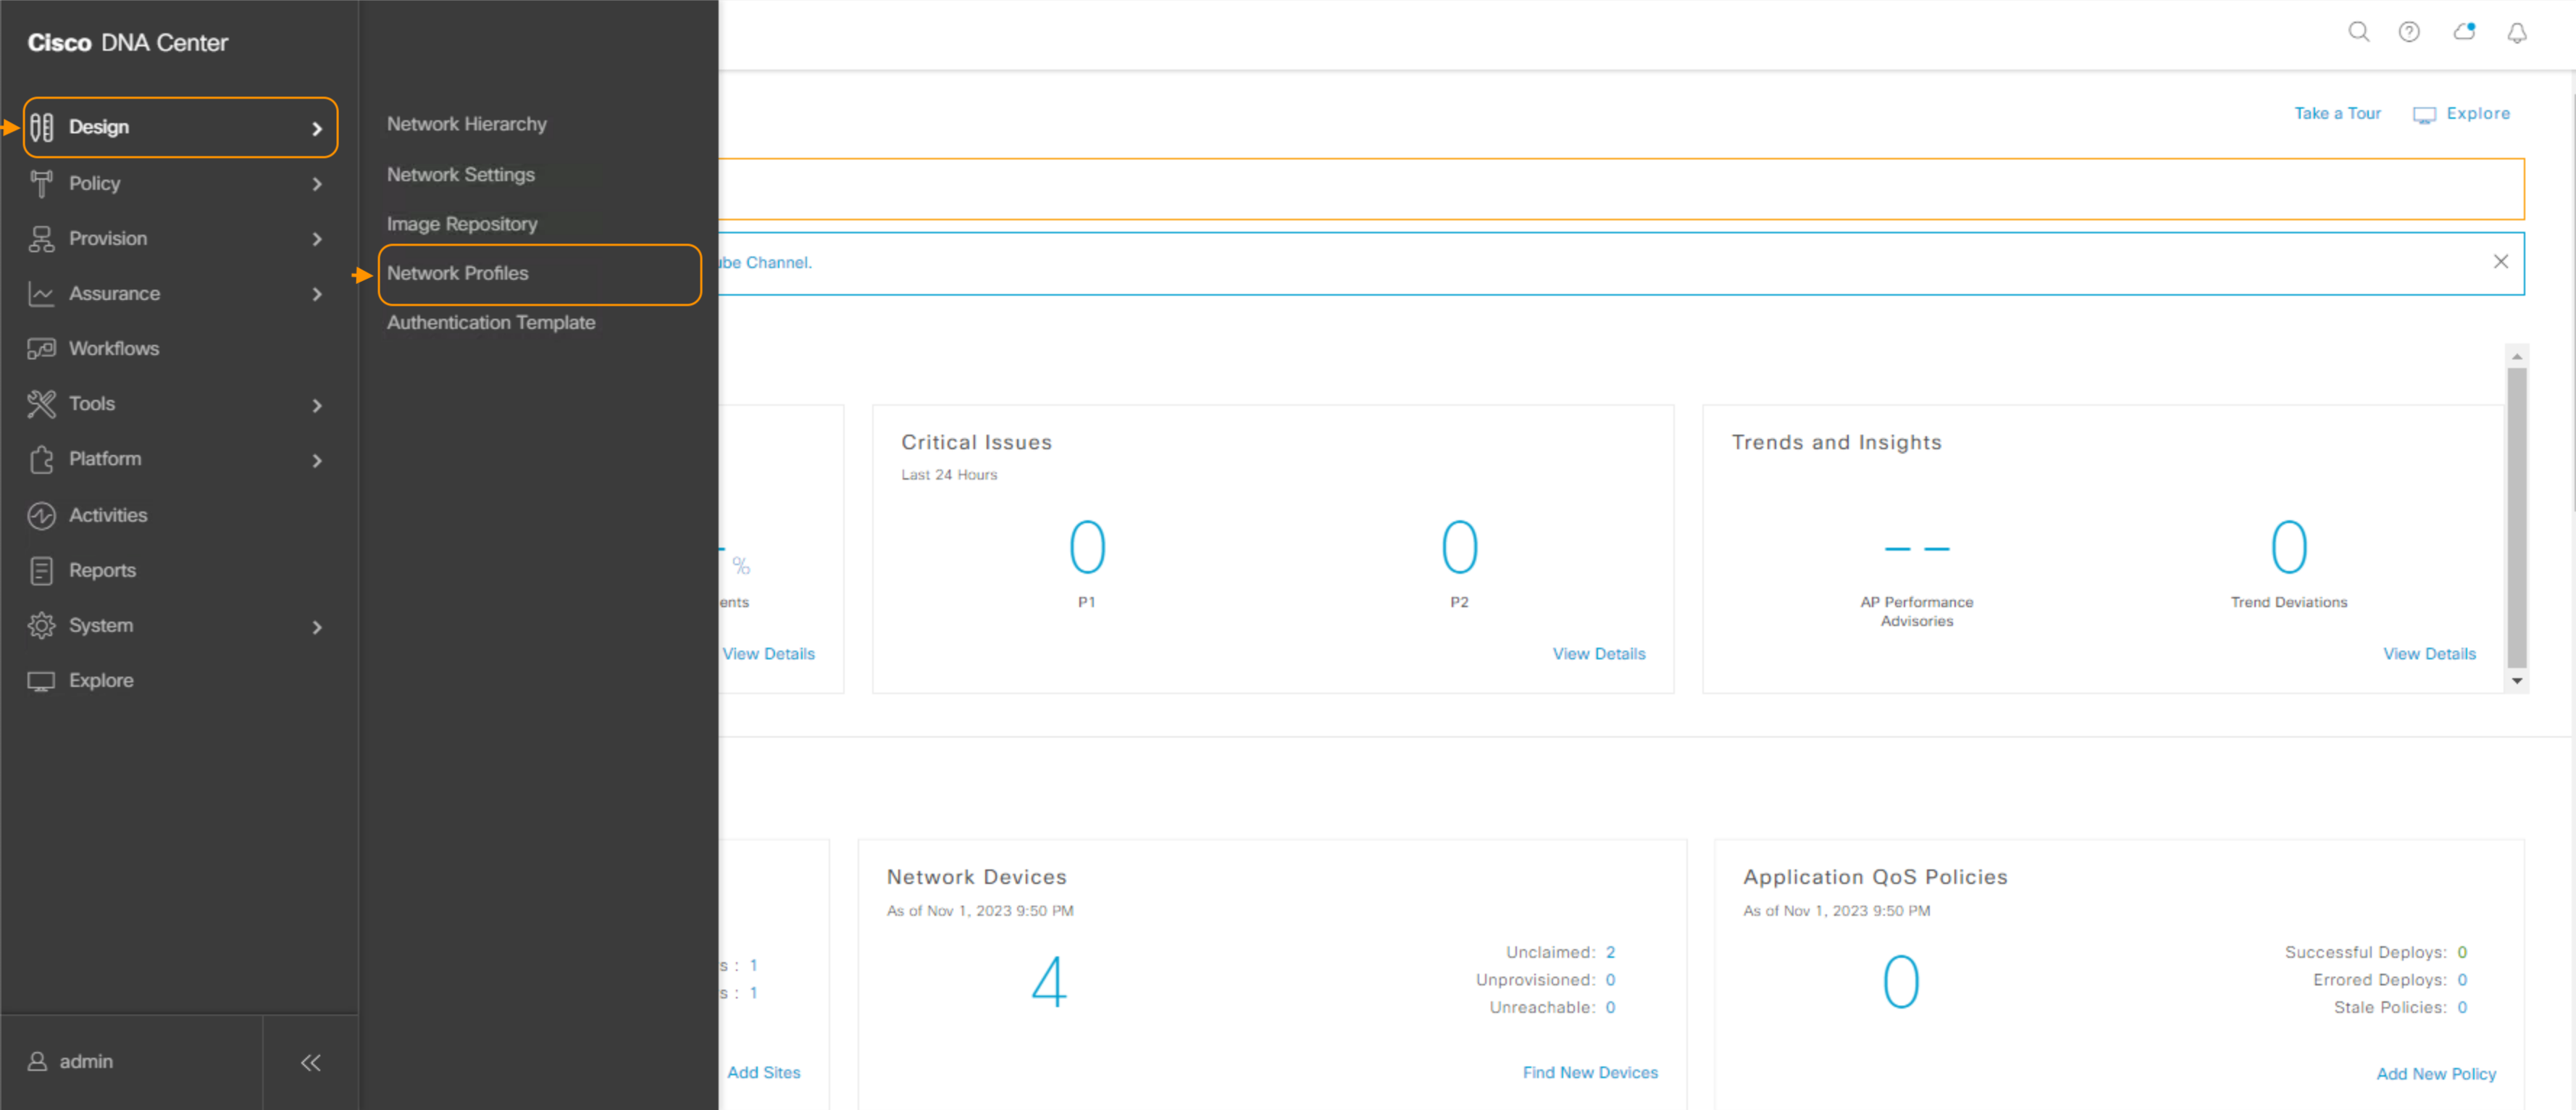 Cisco DNA Center
Design
Policy
Provision
Assurance
Workflows
Tools
Platform
Activities
Reports
System
Explore
admin
Network Hierarchy
Network Settings
Image Repository
Network Profiles
Authentication Template
Take a Tour
Explore
Channel.
%
View Details
Critical Issues
Last 24 Hours
0
P1
0
P2
View Details
Trends and Insights
– –
AP Performance
Advisories
0
Trend Deviations
View Details
s : 1
s : 1
Add Sites
Network Devices
As of Nov 1, 2023 9:50 PM
4
Unclaimed: 2
Unprovisioned: 0
Unreachable: 0
Find New Devices
Application QoS Policies
As of Nov 1, 2023 9:50 PM
0
Successful Deploys: 0
Errored Deploys: 0
Stale Policies: 0
Add New Policy